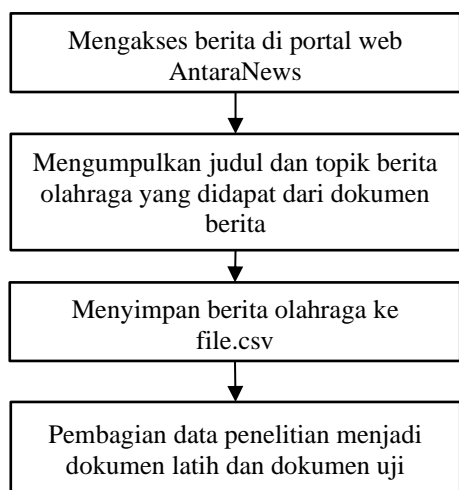 Mengakses berita di portal web
AntaraNews
Mengumpulkan judul dan topik berita
olahraga yang didapat dari dokumen
berita
Menyimpan berita olahraga ke
file.csv
Pembagian data penelitian menjadi
dokumen latih dan dokumen uji